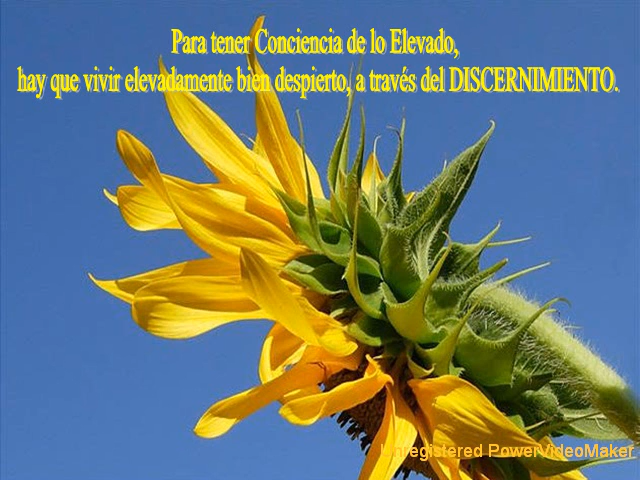 Para tener Conciencia de lo Elevado,
hay que vivir elevadamente bien despierto, a través del DISCERNIMIENTO.
Unregistered PowerVideoMaker